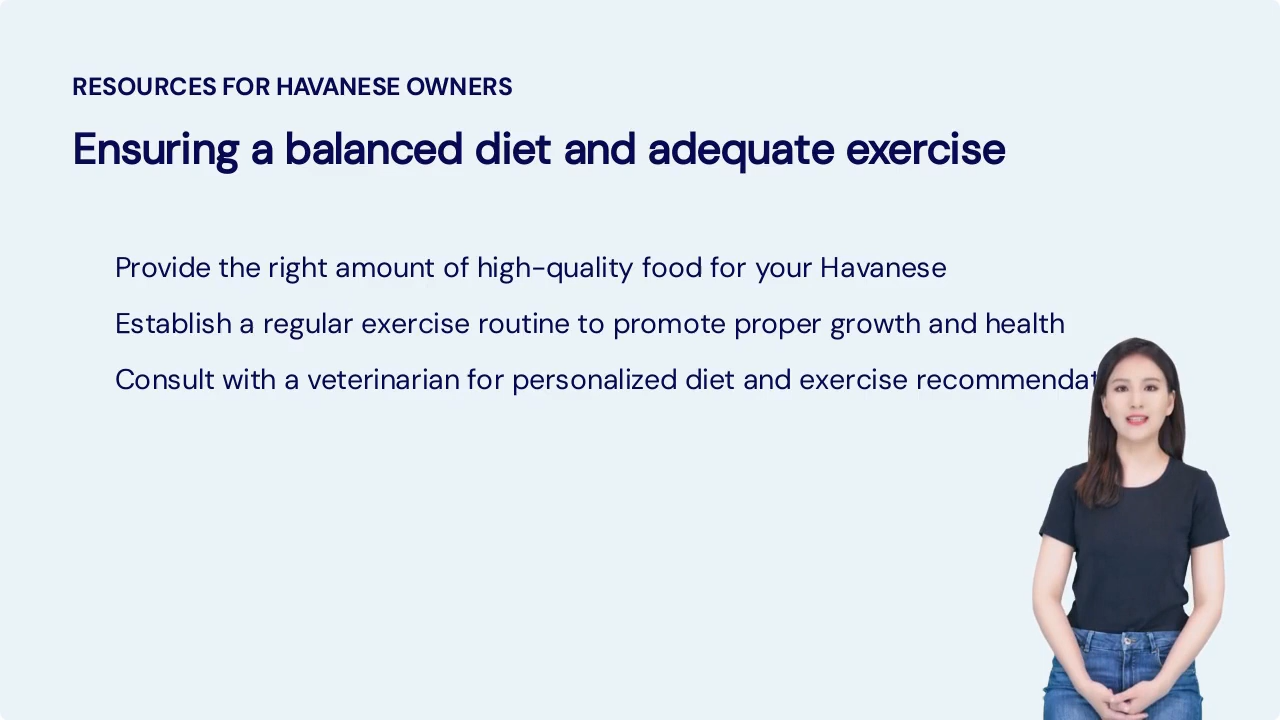 RESOURCES FOR HAVANESE OWNERS
Ensuring a balanced diet and adequate exercise
Provide the right amount of high-quality food for your Havanese
Establish a regular exercise routine to promote proper growth and health
Consult with a veterinarian for personalized diet and exercise